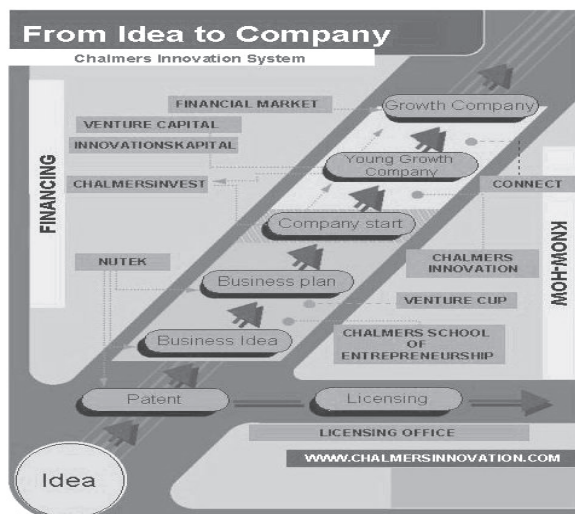 From Idea to Company
Chalmers Innovation System
FINANCIAL MARKET
Growth Company
VENTURE CAPITAL
INNOVATIONSKAPITAL
Young Growth
Company
CHALMERSINVEST
CONNECT
FINANCING
Company start
KNOW-HOW
NUTEK
CHALMERS
INNOVATION
Business plan
VENTURE CUP
Business Idea
CHALMERS SCHOOL
OF
ENTREPRENEURSHIP
Patent
Licensing
LICENSING OFFICE
WWW.CHALMERSINNOVATION.COM
Idea